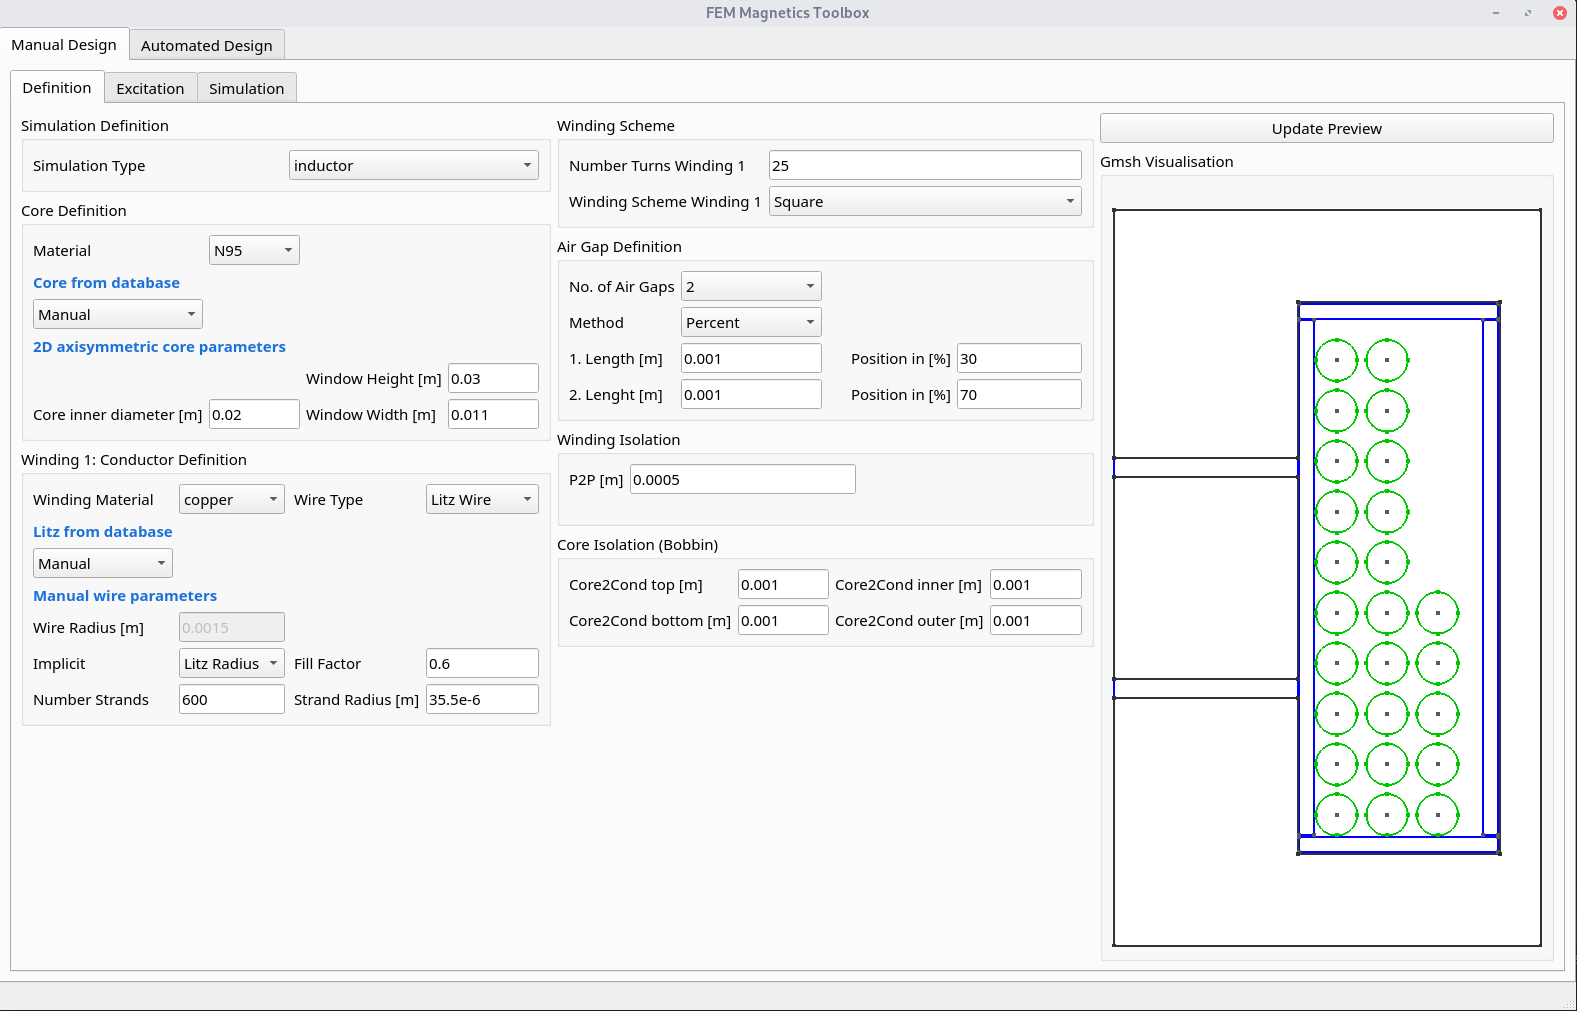 FEM Magnetics Toolbox
Manual Design
Automated Design
Definition
Excitation
Simulation
Simulation Definition
Simulation Type
inductor
Core Definition
Material
N95
Core from database
Manual
2D axisymmetric core parameters
Window Height [m]
0.03
Core inner diameter [m]
0.02
Window Width [m]
0.011
Winding 1: Conductor Definition
Winding Material
copper
Wire Type
Litz Wire
Litz from database
Manual
Manual wire parameters
Wire Radius [m]
0.0015
Implicit
Litz Radius
Fill Factor
0.6
Number Strands
600
Strand Radius [m]
35.5e-6
Winding Scheme
Number Turns Winding 1
25
Winding Scheme Winding 1
Square
Air Gap Definition
No. of Air Gaps
2
Method
Percent
1. Length [m]
0.001
Position in [%]
30
2. Lenght [m]
0.001
Position in [%]
70
Winding Isolation
P2P [m]
0.0005
Core Isolation (Bobbin)
Core2Cond top [m]
0.001
Core2Cond inner [m]
0.001
Core2Cond bottom [m]
0.001
Core2Cond outer [m]
0.001
Update Preview
Gmsh Visualisation